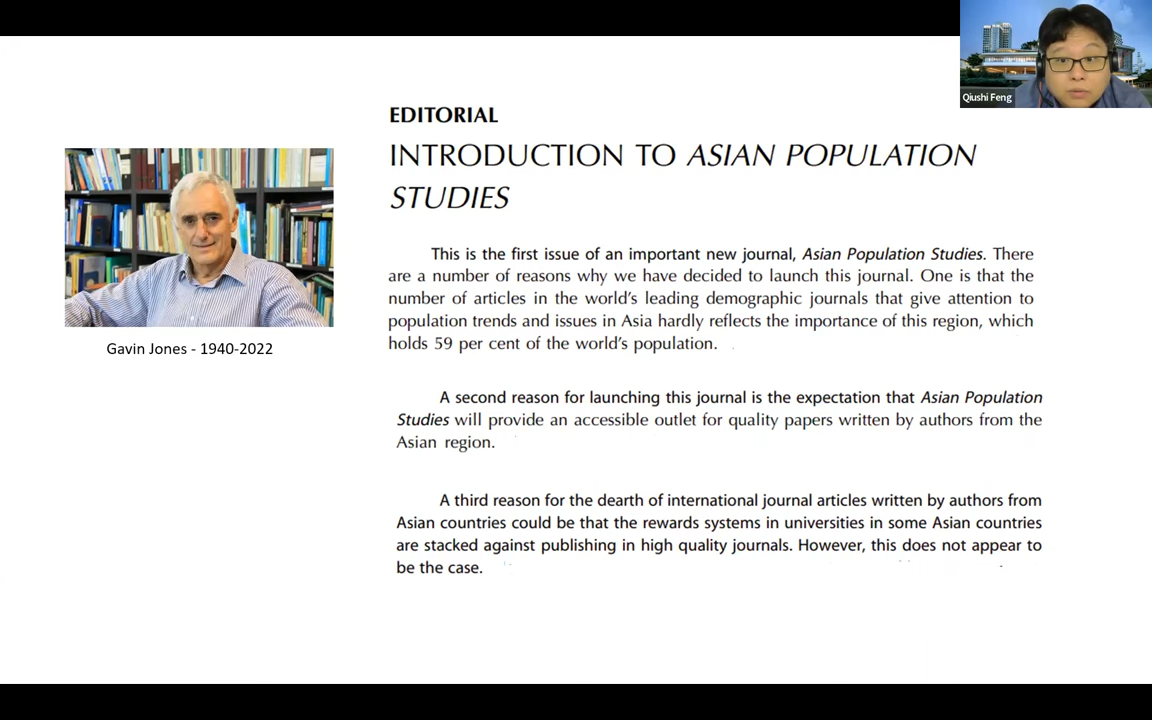 Qiushi Feng
EDITORIAL
INTRODUCTION TO ASIAN POPULATION
STUDIES
This is the first issue of an important new journal, Asian Population Studies. There
are a number of reasons why we have decided to launch this journal. One is that the
number of articles in the world's leading demographic journals that give attention to
population trends and issues in Asia hardly reflects the importance of this region, which
holds 59 per cent of the world's population.
Gavin Jones - 1940-2022
A second reason for launching this journal is the expectation that Asian Population
Studies will provide an accessible outlet for quality papers written by authors from the
Asian region.
A third reason for the dearth of international journal articles written by authors from
Asian countries could be that the rewards systems in universities in some Asian countries
are stacked against publishing in high quality journals. However, this does not appear to
be the case.